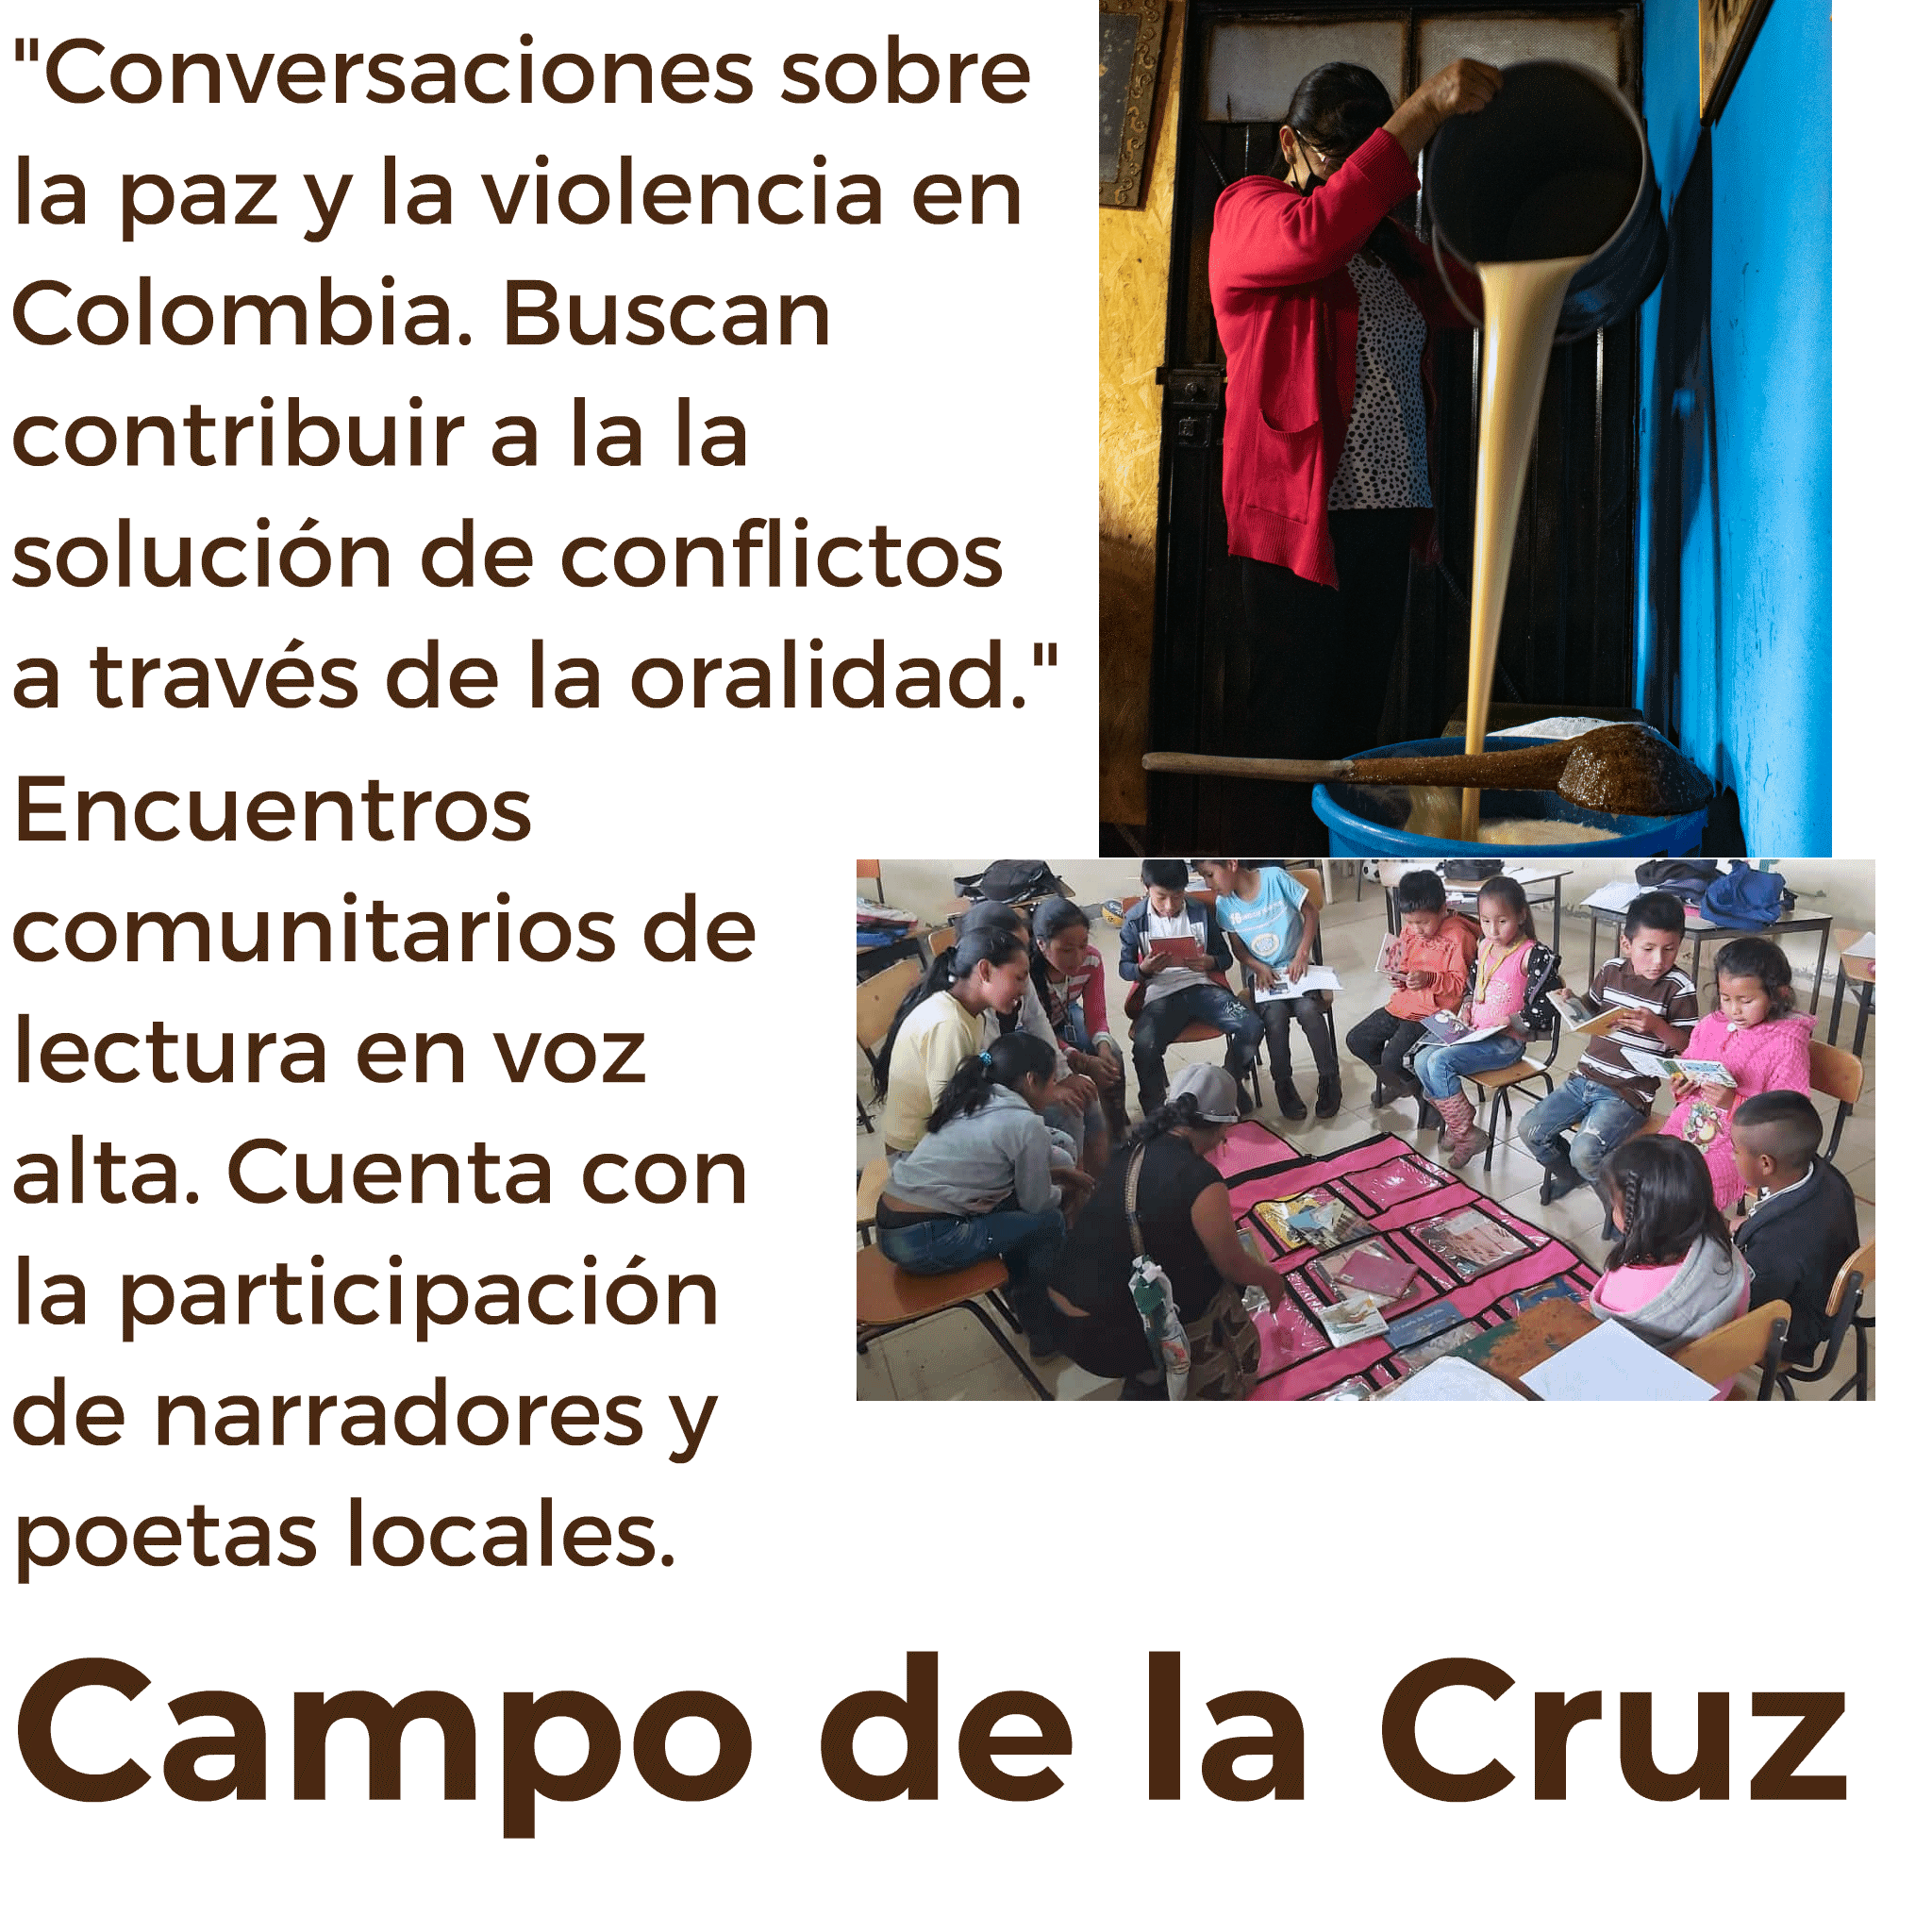 "Conversaciones sobre
la paz y la violencia en
Colombia. Buscan
contribuir a la la
solución de conflictos
a través de la oralidad."
Encuentros
comunitarios de
lectura en voz
alta. Cuenta con
la participación
de narradores y
poetas locales.
Campo de la Cruz